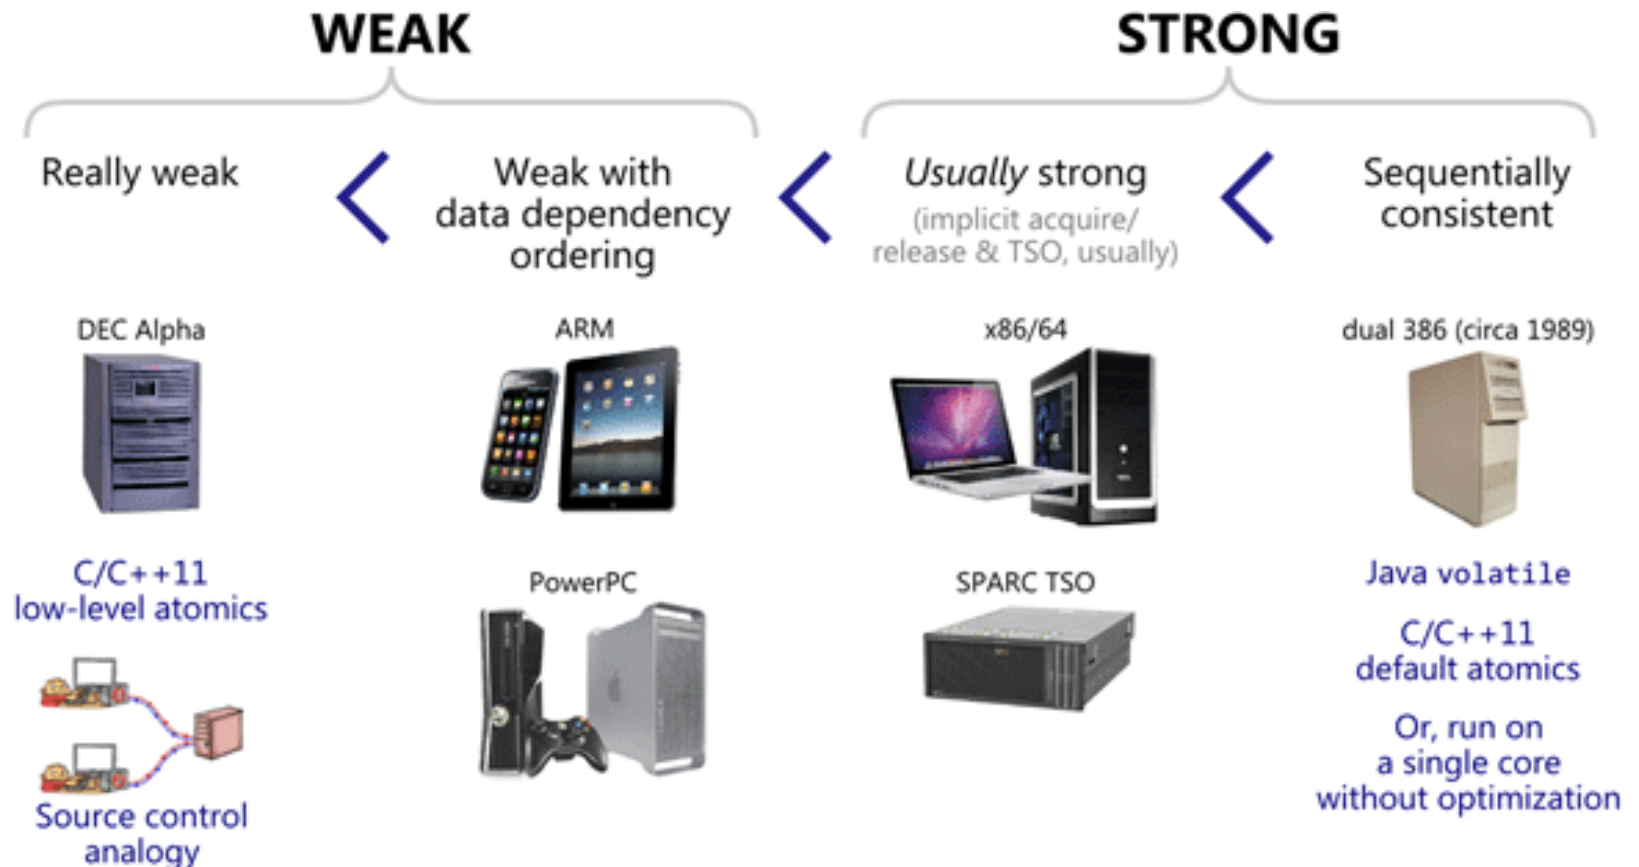 WEAK
STRONG
Really weak
<
Weak with
data dependency
ordering
<
Usually strong
(implicit acquire/
release & TSO, usually)
<
Sequentially
consistent
DEC Alpha
ARM
x86/64
dual 386 (circa 1989)
C/C++11
low-level atomics
PowerPC
SPARC TSO
Java volatile
C/C++11
default atomics
Or, run on
a single core
without optimization
Source control
analogy